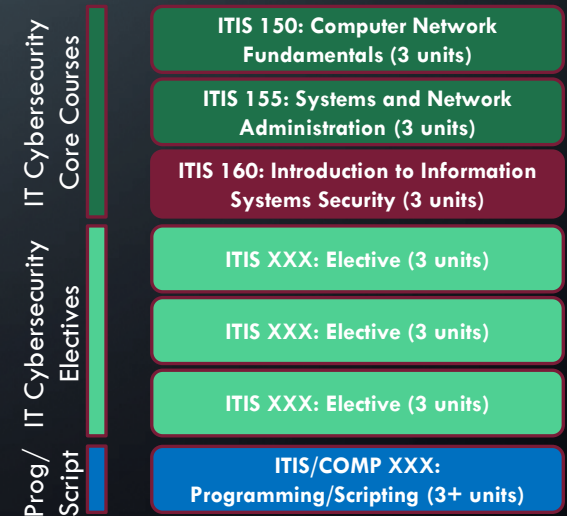 IT Cybersecurity
Core Courses
ITIS 150: Computer Network
Fundamentals (3 units)
ITIS 155: Systems and Network
Administration (3 units)
ITIS 160: Introduction to Information
Systems Security (3 units)
IT Cybersecurity
Electives
ITIS XXX: Elective (3 units)
ITIS XXX: Elective (3 units)
ITIS XXX: Elective (3 units)
Prog/
Script
ITIS/COMP XXX:
Programming/Scripting (3+ units)